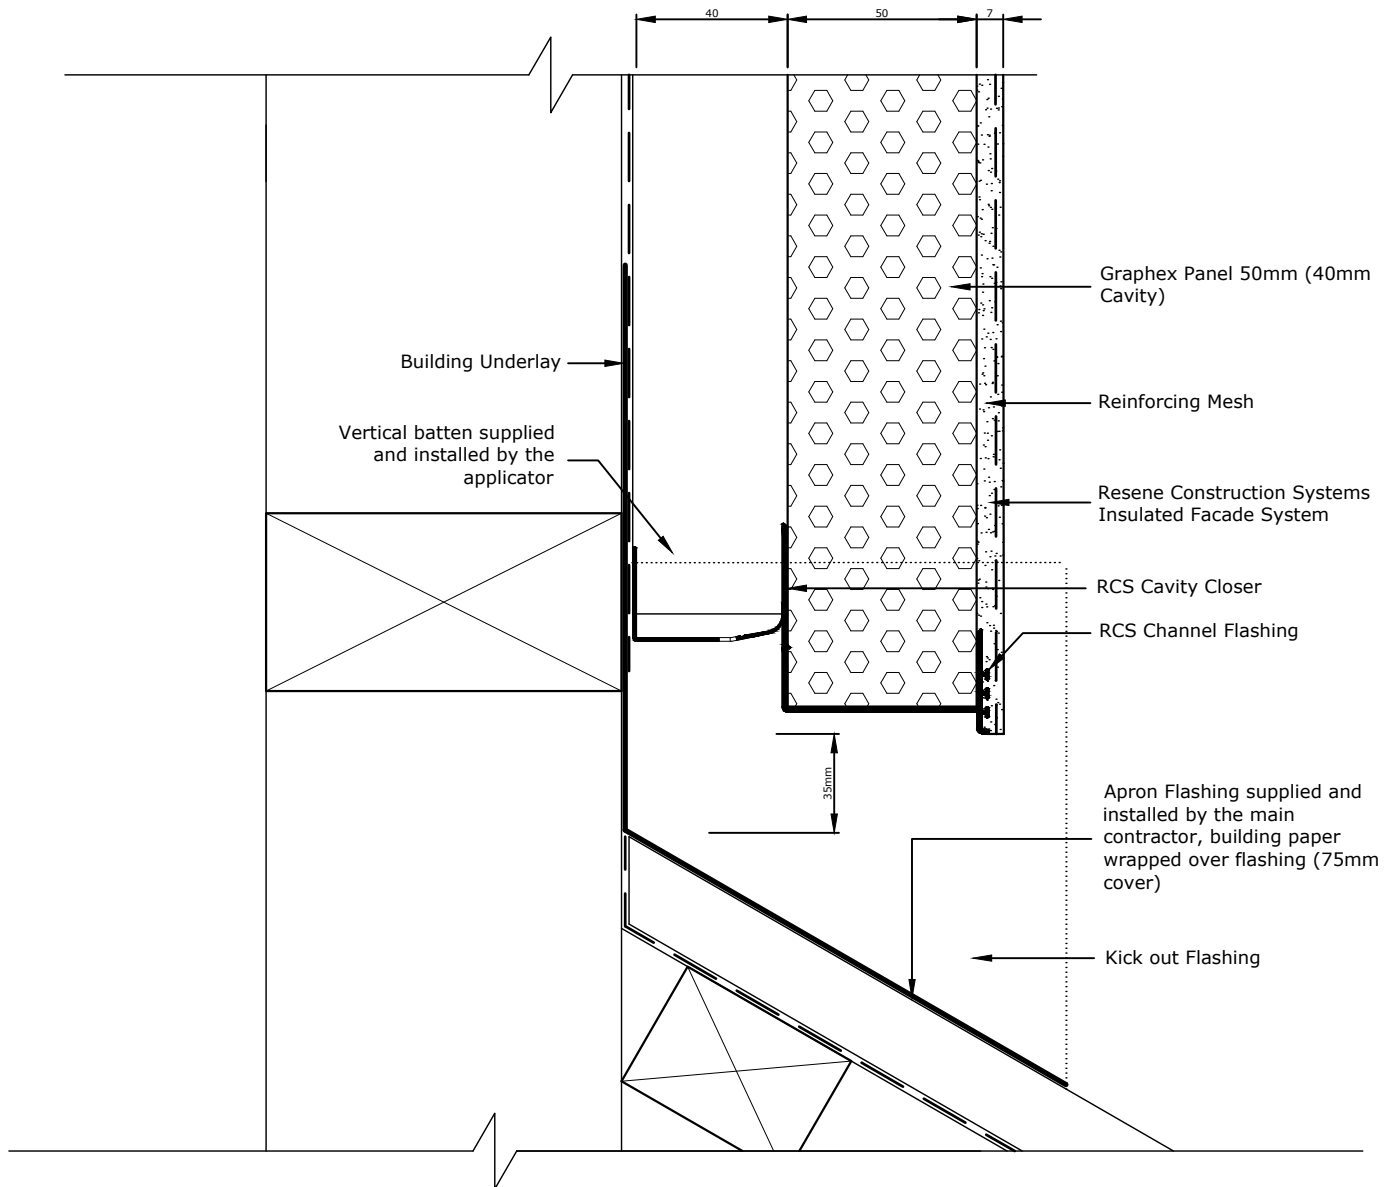 40
50
7
Graphex Panel 50mm (40mm
Cavity)
Building Underlay
Reinforcing Mesh
Vertical batten supplied
and installed by the
applicator
Resene Construction Systems
Insulated Facade System
RCS Cavity Closer
RCS Channel Flashing
35mm
Apron Flashing supplied and
installed by the main
contractor, building paper
wrapped over flashing (75mm
cover)
Kick out Flashing